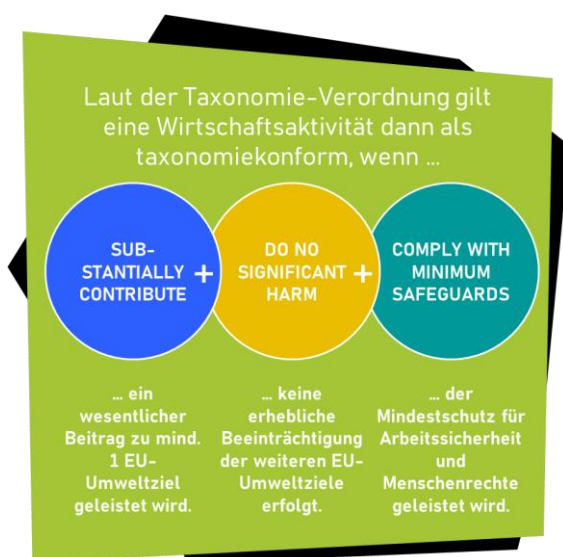 Laut der Taxonomie-Verordnung gilt
eine Wirtschaftsaktivität dann als
taxonomiekonform, wenn ...
SUB-
STANTIALLY
CONTRIBUTE
+
DO NO
SIGNIFICANT
HARM
+
COMPLY WITH
MINIMUM
SAFEGUARDS
... ein
wesentlicher
Beitrag zu mind.
1 EU-
Umweltziel
geleistet wird.
... keine
erhebliche
Beeinträchtigung
der weiteren EU-
Umweltziele
erfolgt.
... der
Mindestschutz für
Arbeitssicherheit
und
Menschenrechte
geleistet wird.